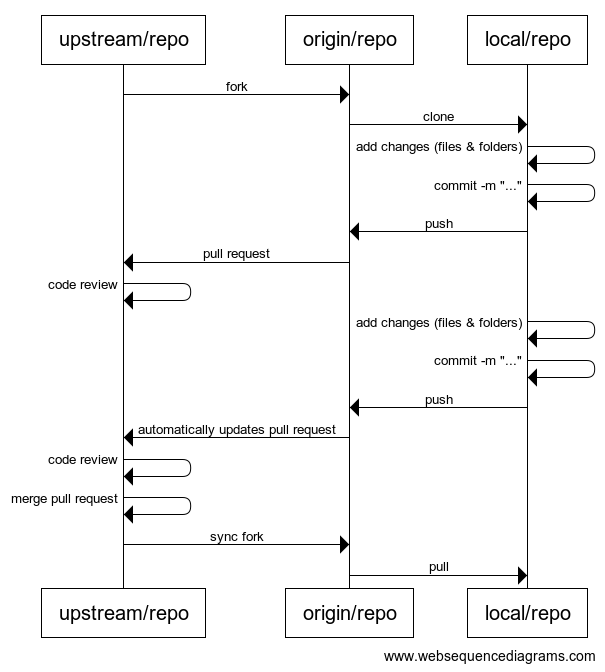 upstream/repo
origin/repo
local/repo
fork
clone
add changes (files & folders)
commit -m "..."
push
pull request
code review
add changes (files & folders)
commit -m "..."
push
automatically updates pull request
code review
merge pull request
sync fork
pull
upstream/repo
origin/repo
local/repo
www.websequencediagrams.com